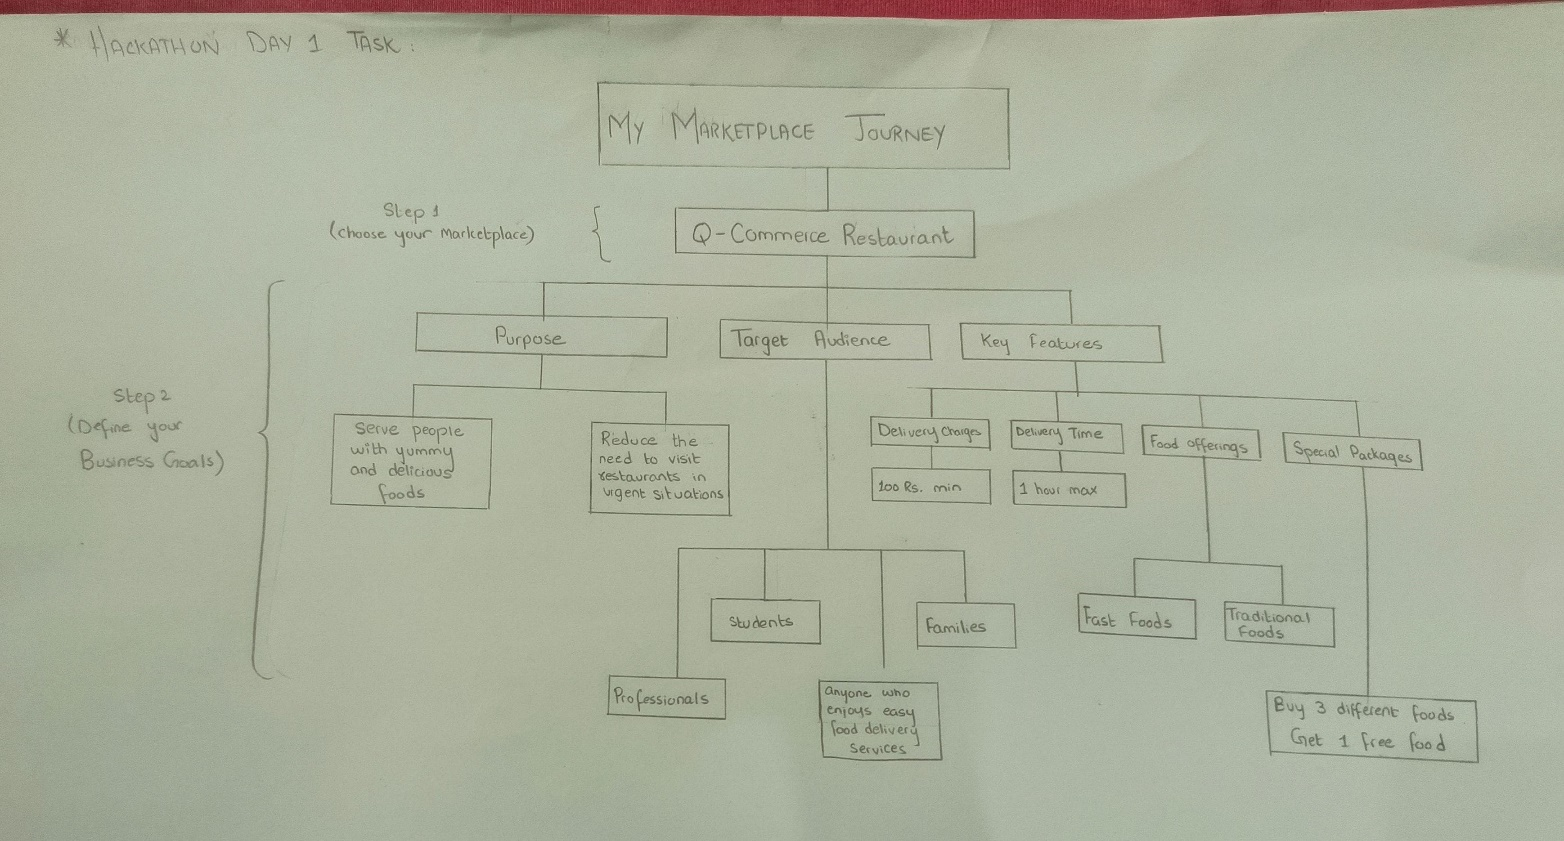 * HACKATHON DAY 1 TASK:
MY MARKETPLACE JOURNEY
Step 1
(choose your Marketplace)
Q-Commerce Restaurant
Step 2
(Define your
Business Goals)
Purpose
Target Audience
Key Features
Serve people
with yummy
and delicious
foods
Reduce the
need to visit
restaurants in
urgent situations
Delivery Charges
100 Rs. min
Delivery Time
1 hour max
Food offerings
Special Packages
Students
Families
Professionals
Anyone who
enjoys easy
food delivery
services
Fast Foods
Traditional
Foods
Buy 3 different foods
Get 1 free food